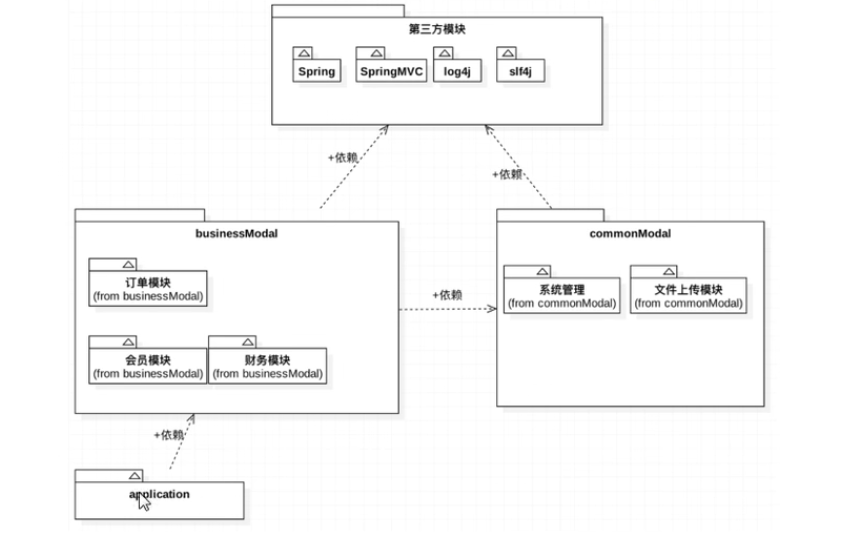 第三方模块
Spring
SpringMVC
log4j
slf4j
+依赖
+依赖
businessModal
commonModal
订单模块
(from businessModal)
系统管理
(from commonModal)
文件上传模块
(from commonModal)
+依赖
会员模块
(from businessModal)
财务模块
(from businessModal)
+依赖
application